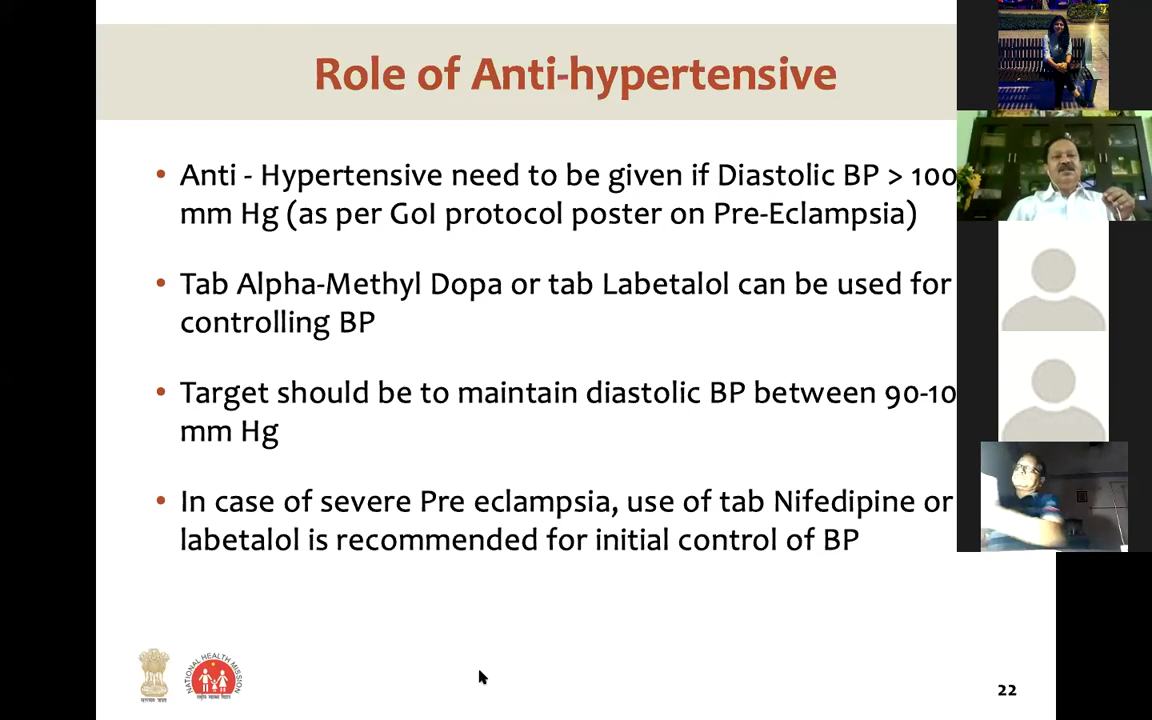 Role of Anti-hypertensive
• Anti - Hypertensive need to be given if Diastolic BP > 100
mm Hg (as per GoI protocol poster on Pre-Eclampsia)
• Tab Alpha-Methyl Dopa or tab Labetalol can be used for
controlling BP
• Target should be to maintain diastolic BP between 90-10
mm Hg
• In case of severe Pre eclampsia, use of tab Nifedipine or
labetalol is recommended for initial control of BP
NATIONAL HEALTH MISSION
22